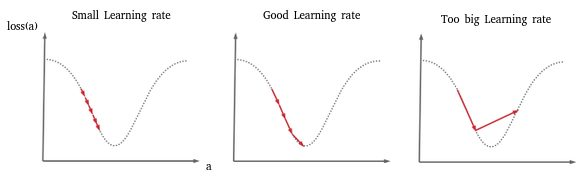 Small Learning rate
Good Learning rate
Too big Learning rate
loss(a)
a